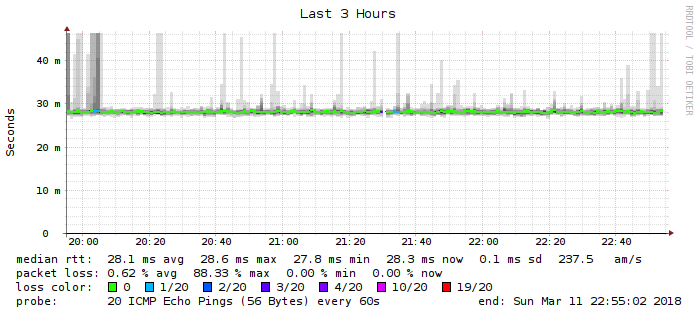 Last 3 Hours
RRDTOOL / TOBI OETIKER
Seconds
40 m
30 m
20 m
10 m
0
20:00 20:20 20:40 21:00 21:20 21:40 22:00 22:20 22:40
median rtt: 28.1 ms avg 28.6 ms max 27.8 ms min 28.3 ms now 0.1 ms sd 237.5 am/s
packet loss: 0.62 % avg 88.33 % max 0.00 % min 0.00 % now
loss color: 0 1/20 2/20 3/20 4/20 10/20 19/20
probe: 20 ICMP Echo Pings (56 Bytes) every 60s end: Sun Mar 11 22:55:02 2018